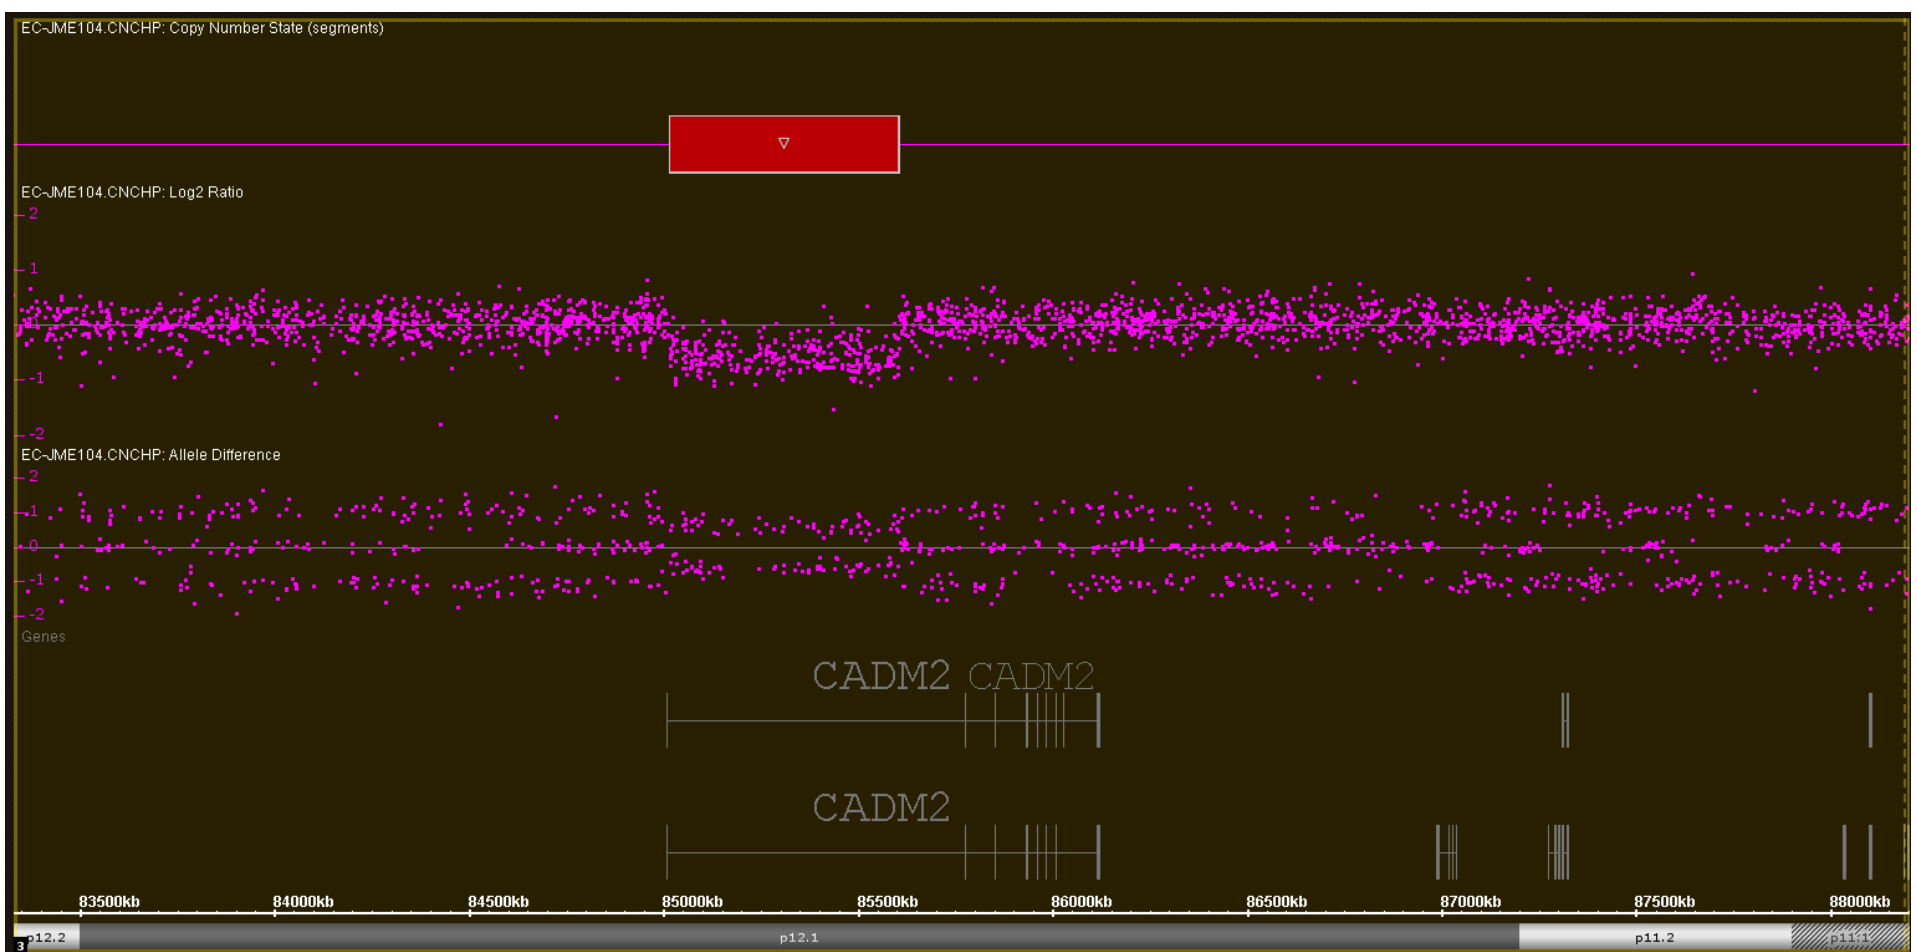 EC-JME104.CNCHP: Copy Number State (segments)
EC-JME104.CNCHP: Log2 Ratio
2
1
0
-1
-2
EC-JME104.CNCHP: Allele Difference
2
1
0
-1
-2
Genes
CADM2 CADM2
CADM2
83500kb 84000kb 84500kb 85000kb 85500kb 86000kb 86500kb 87000kb 87500kb 88000kb
3 p12.2 p12.1 p11.2 p11.1